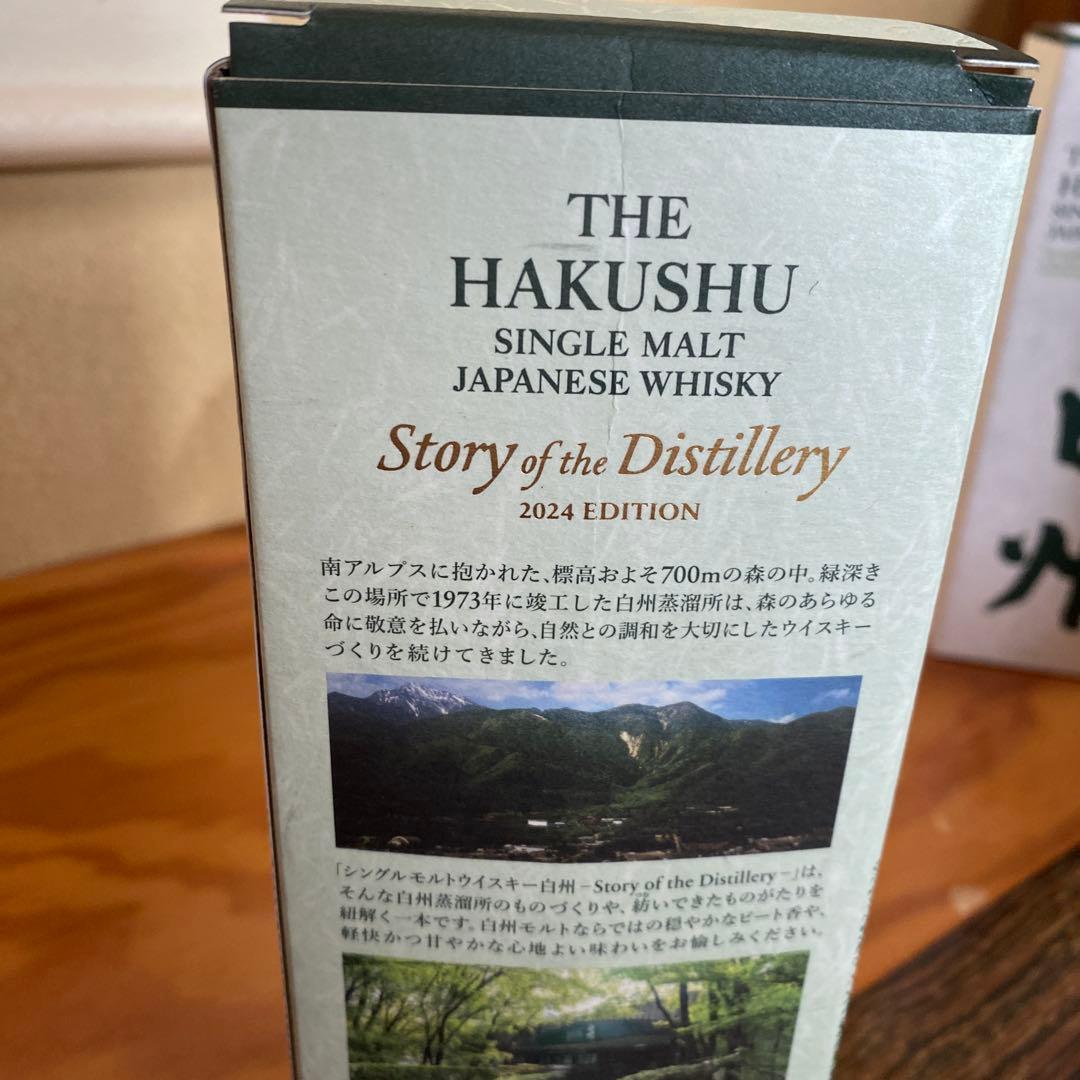 THE
HAKUSHU
SINGLE MALT
JAPANESE WHISKY
Story of the Distillery
2024 EDITION
南アルプスに抱かれた、標高およそ700mの森の中。緑深き
この場所で1973年に竣工した白州蒸溜所は、森のあらゆる
命に敬意を払いながら、自然との調和を大切にしたウイスキー
づくりを続けてきました。
「シングルモルトウイスキー白州 −Story of the Distillery−」は、
そんな白州蒸溜所のものづくりや、紡いできたものがたりを
紐解く一本です。白州モルトならではの穏やかなピート香や、
軽快かつ甘やかな心地よい味わいをお愉しみください。
州